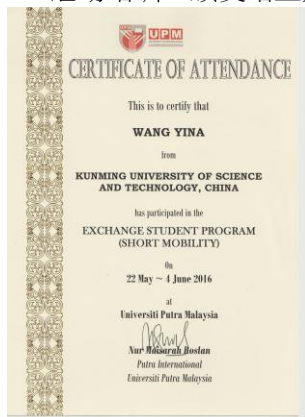 UPM
CERTIFICATE OF ATTENDANCE
This is to certify that
WANG YINA
from
KUNMING UNIVERSITY OF SCIENCE
AND TECHNOLOGY, CHINA
has participated in the
EXCHANGE STUDENT PROGRAM
(SHORT MOBILITY)
On
22 May ~ 4 June 2016
at
Universiti Putra Malaysia
Nur Maisarah Roslan
Putra International
Universiti Putra Malaysia